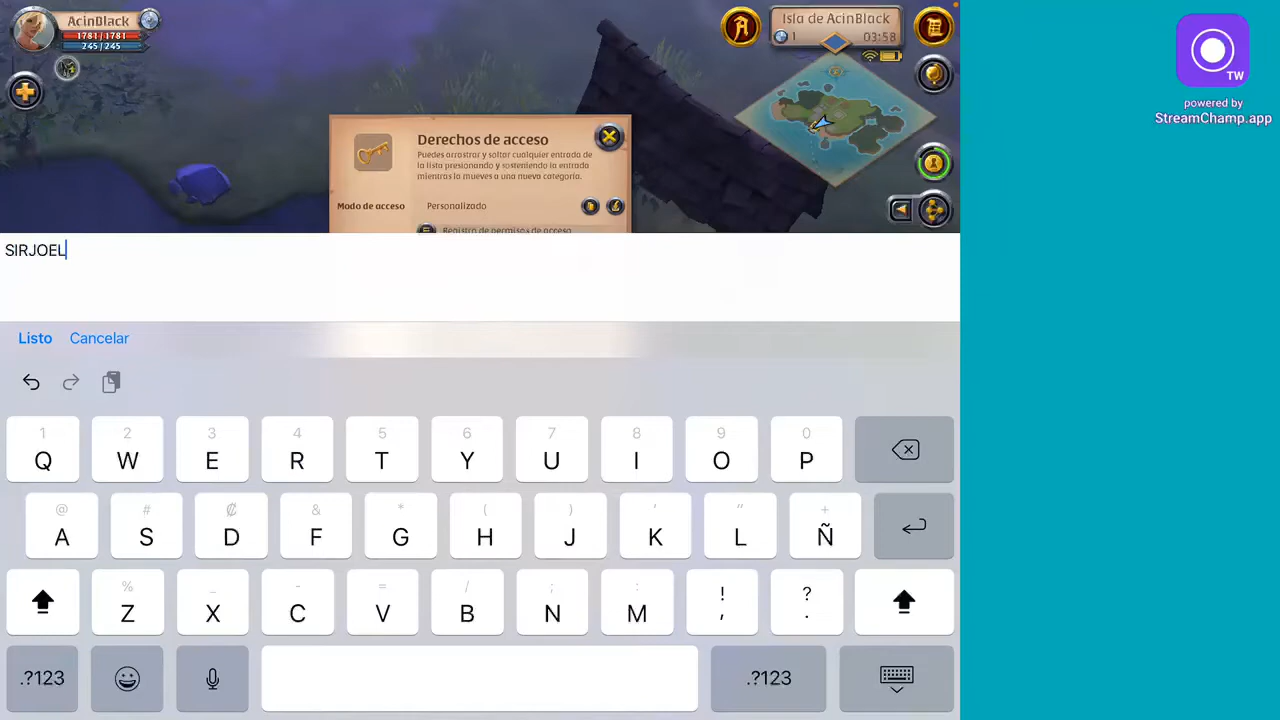 AcinBlack
1781/1781
245/245
Isla de AcinBlack
1
03:58
TW
powered by
StreamChamp.app
Derechos de acceso
Puedes arrastrar y soltar cualquier entrada de
la lista presionando y sosteniendo la entrada
mientras la mueves a una nueva categoría.
Modo de acceso
Personalizado
Registro de permisos de acceso
SIRJOEL
Listo
Cancelar
1 2 3 4 5 6 7 8 9 0
Q W E R T Y U I O P
@ # ₡ & * ( ) ' " +
A S D F G H J K L Ñ
% _ - = / ; : ! ?
Z X C V B N M , .
.?123
.?123